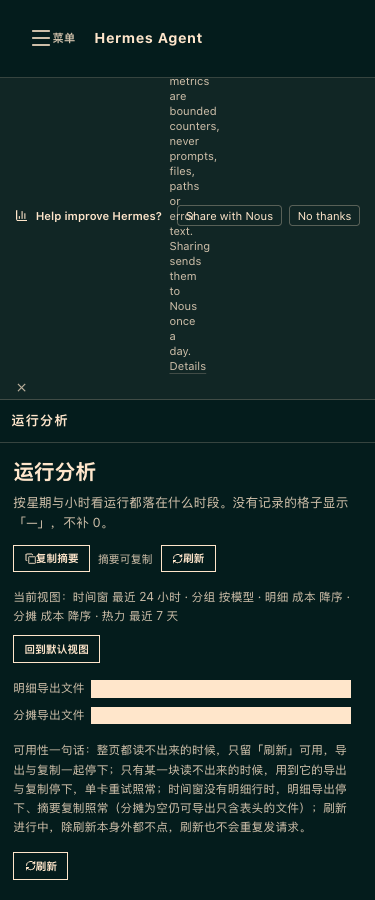 菜单
Hermes Agent
metrics
are
bounded
counters,
never
prompts,
files,
paths
or
Help improve Hermes?
Share with Nous
No thanks
text.
Sharing
sends
them
to
Nous
once
a
day.
Details
运行分析
运行分析
按星期与小时看运行都落在什么时段。没有记录的格子显示
「—」，不补 0。
复制摘要
摘要可复制
刷新
当前视图：时间窗 最近 24 小时 · 分组 按模型 · 明细 成本 降序 ·
分摊 成本 降序 · 热力 最近 7 天
回到默认视图
明细导出文件
分摊导出文件
可用性一句话：整页都读不出来的时候，只留「刷新」可用，导
出与复制一起停下；只有某一块读不出来的时候，用到它的导出
与复制停下，单卡重试照常；时间窗没有明细行时，明细导出停
下、摘要复制照常（分摊为空仍可导出只含表头的文件）；刷新
进行中，除刷新本身外都不点，刷新也不会重复发请求。
刷新